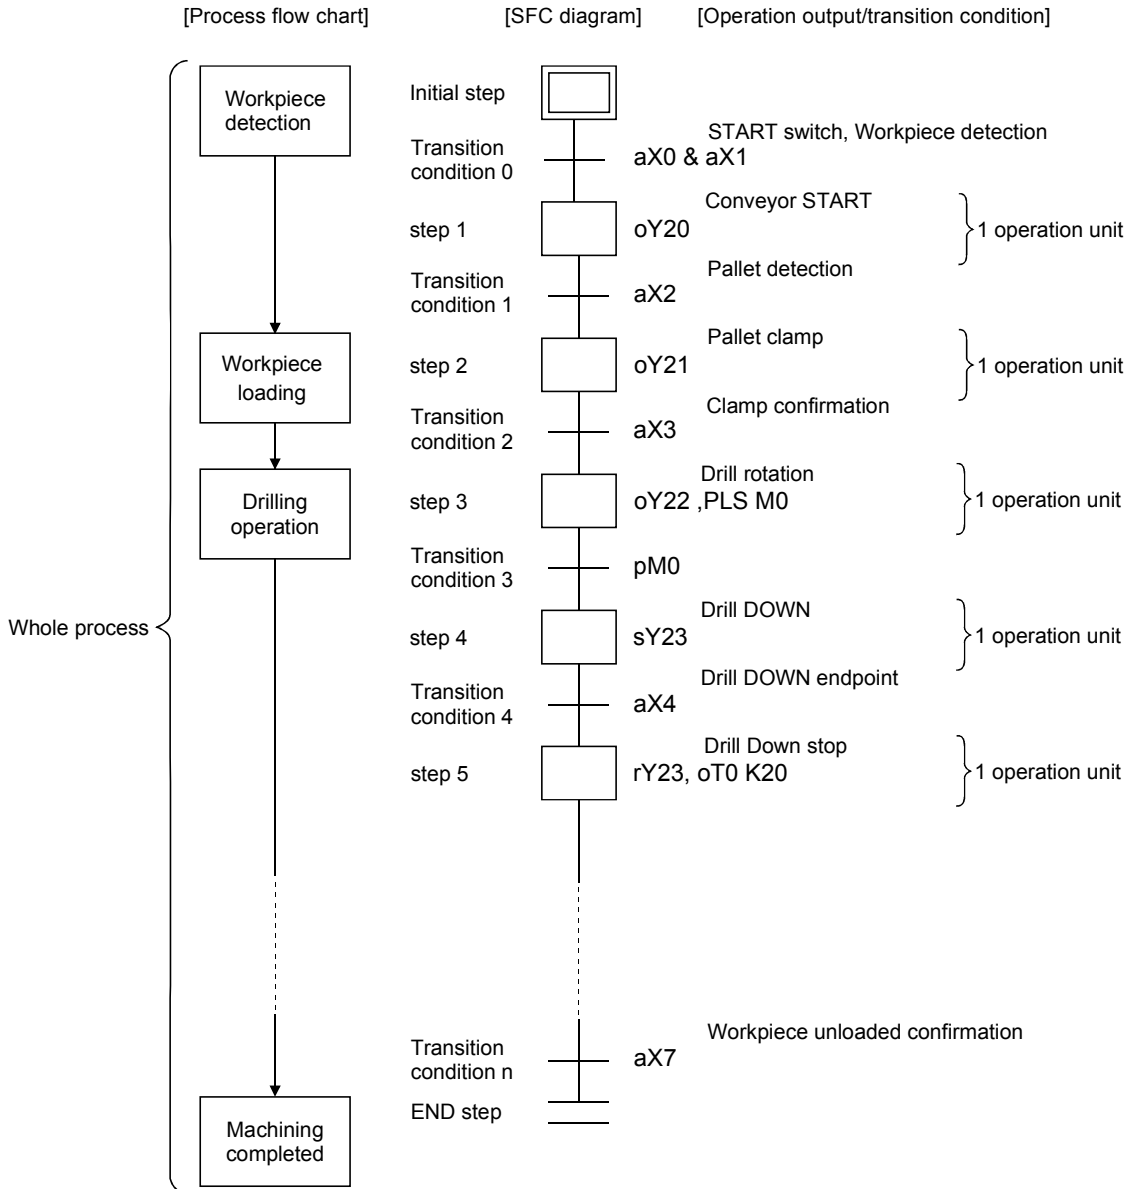 [Process flow chart]
[SFC diagram]
[Operation output/transition condition]
Workpiece
detection
Initial step
START switch, Workpiece detection
Transition
condition 0
aX0 & aX1
Conveyor START
step 1
oY20
1 operation unit
Pallet detection
Transition
condition 1
aX2
Pallet clamp
Workpiece
loading
step 2
oY21
1 operation unit
Clamp confirmation
Transition
condition 2
aX3
Drill rotation
Drilling
operation
step 3
oY22 ,PLS M0
1 operation unit
Transition
condition 3
pM0
Drill DOWN
Whole process
step 4
sY23
1 operation unit
Drill DOWN endpoint
Transition
condition 4
aX4
Drill Down stop
step 5
rY23, oT0 K20
1 operation unit
Workpiece unloaded confirmation
Transition
condition n
aX7
END step
Machining
completed